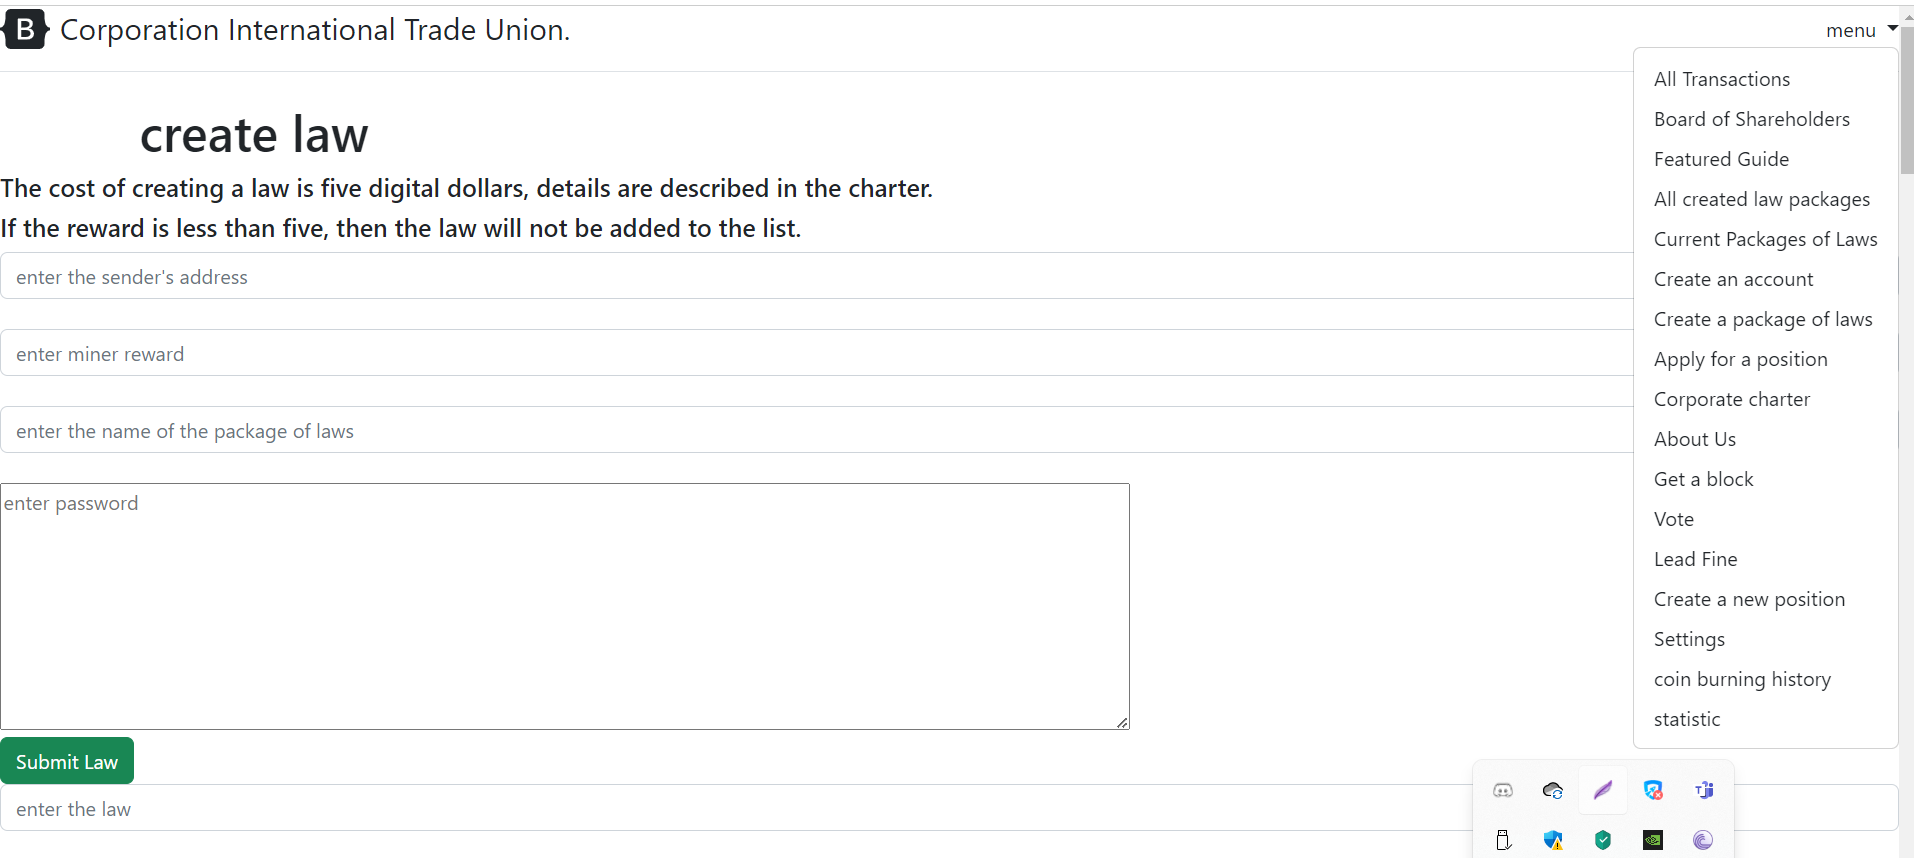 B Corporation International Trade Union.
menu
All Transactions
Board of Shareholders
Featured Guide
All created law packages
Current Packages of Laws
Create an account
Create a package of laws
Apply for a position
Corporate charter
About Us
Get a block
Vote
Lead Fine
Create a new position
Settings
coin burning history
statistic
create law
The cost of creating a law is five digital dollars, details are described in the charter.
If the reward is less than five, then the law will not be added to the list.
enter the sender's address
enter miner reward
enter the name of the package of laws
enter password
Submit Law
enter the law